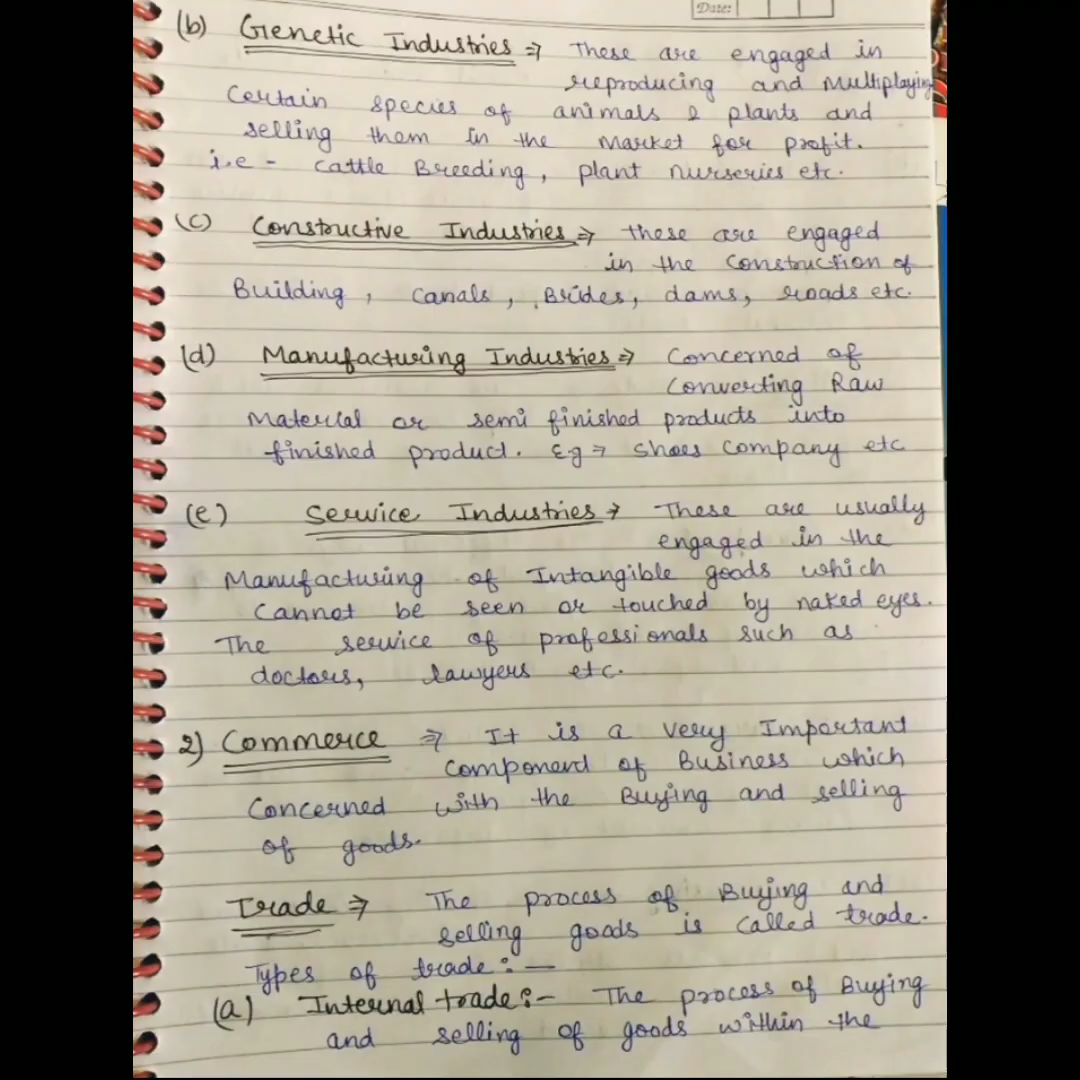 Date:
(b) Genetic Industries ⇒ These are engaged in
reproducing and Multiplaying
Certain species of animals & plants and
selling them in the market for profit.
i.e - Cattle Breeding, plant nurseries etc.
(c) Constructive Industries ⇒ these are engaged
in the construction of
Building, Canals, Brides, dams, roads etc.
(d) Manufacturing Industries ⇒ Concerned of
Converting Raw
Material or semi finished products into
finished product. Eg → Shoes Company etc
(e) Service Industries → These are usually
engaged in the
Manufacturing of Intangible goods which
Cannot be seen or touched by naked eyes.
The service of professionals such as
doctors, lawyers etc.
2) Commerce ⇒ It is a very Important
Component of Business which
Concerned with the Buying and selling
of goods.
Trade ⇒ The process of Buying and
selling goods is called trade.
Types of trade : —
(a) Internal trade :- The process of Buying
and selling of goods within the